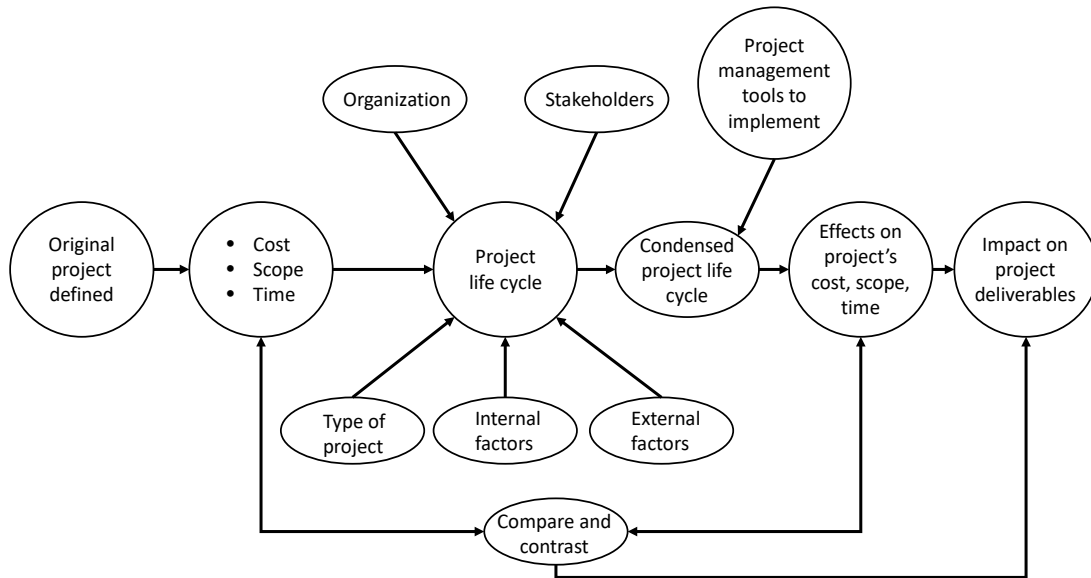 Project
management
tools to
implement
Organization
Stakeholders
Original
project
defined
• Cost
• Scope
• Time
Project
life cycle
Condensed
project life
cycle
Effects on
project’s
cost, scope,
time
Impact on
project
deliverables
Type of
project
Internal
factors
External
factors
Compare and
contrast